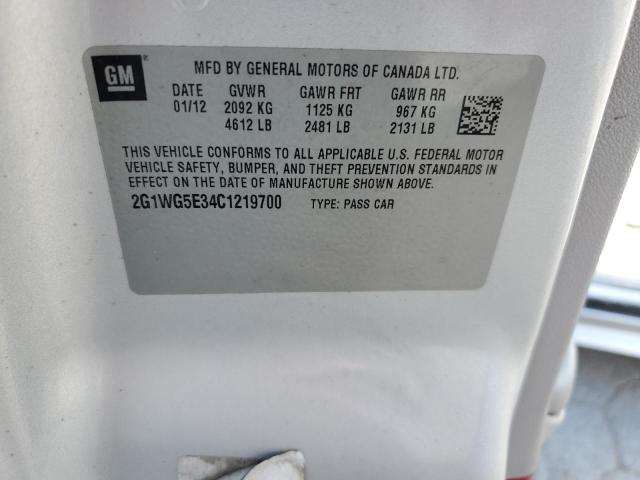 GM
MFD BY GENERAL MOTORS OF CANADA LTD.
DATE GVWR GAWR FRT GAWR RR
01/12 2092 KG 1125 KG 967 KG
4612 LB 2481 LB 2131 LB
THIS VEHICLE CONFORMS TO ALL APPLICABLE U.S. FEDERAL MOTOR
VEHICLE SAFETY, BUMPER, AND THEFT PREVENTION STANDARDS IN
EFFECT ON THE DATE OF MANUFACTURE SHOWN ABOVE.
2G1WG5E34C1219700 TYPE: PASS CAR